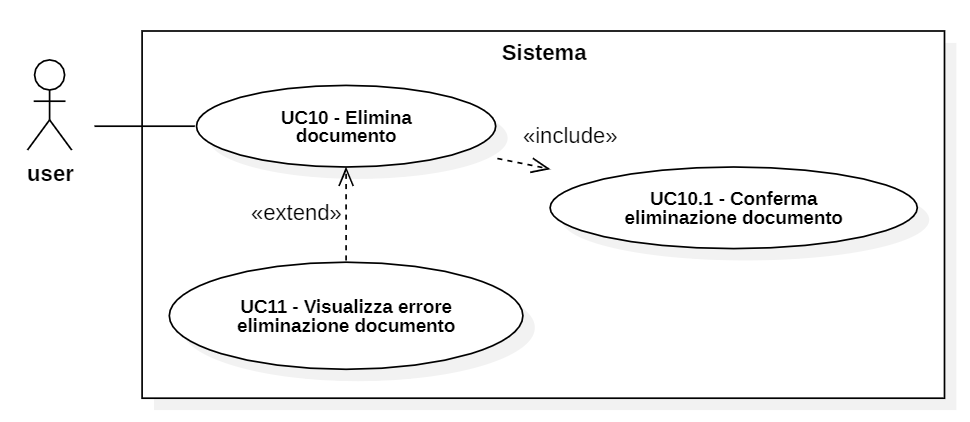 Sistema
UC10 - Elimina
documento
«include»
user
UC10.1 - Conferma
eliminazione documento
«extend»
UC11 - Visualizza errore
eliminazione documento